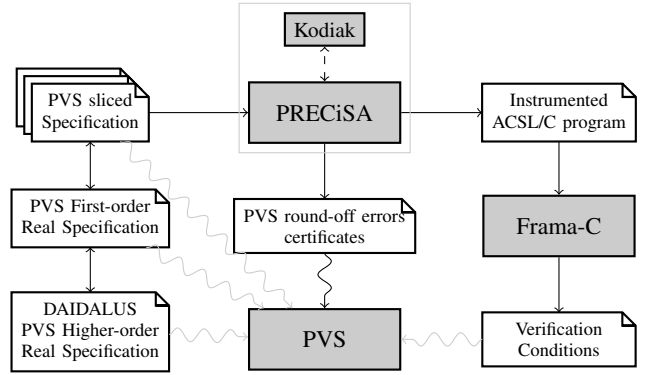 Kodiak
PVS sliced
Specification
PRECiSA
Instrumented
ACSL/C program
PVS First-order
Real Specification
PVS round-off errors
certificates
Frama-C
DAIDALUS
PVS Higher-order
Real Specification
PVS
Verification
Conditions